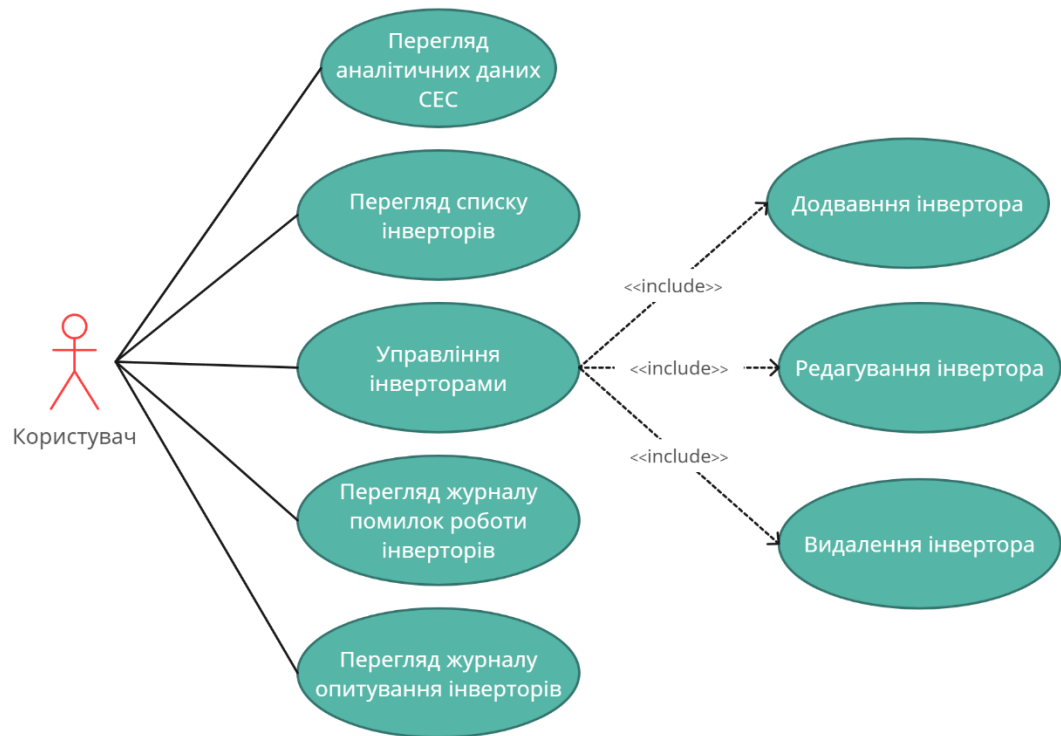 Перегляд
аналітичних даних
СЕС
Перегляд списку
інверторів
Додвавння інвертора
<<include>>
Управління
інверторами
<<include>>
Редагування інвертора
Користувач
<<include>>
Перегляд журналу
помилок роботи
інверторів
Видалення інвертора
Перегляд журналу
опитування інверторів